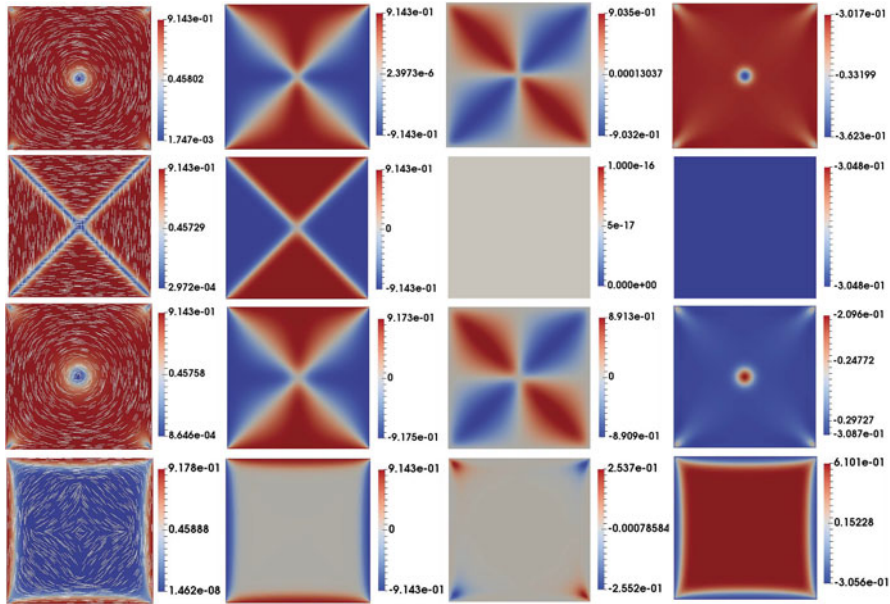 9.143e-01
9.143e-01
9.035e-01
-3.017e-01
0.45802
2.3973e-6
0.00013037
-0.33199
1.747e-03
-9.143e-01
-9.032e-01
-3.623e-01
9.143e-01
9.143e-01
1.000e-16
-3.048e-01
0.45729
0
5e-17
2.972e-04
-9.143e-01
0.000e+00
-3.048e-01
9.143e-01
9.173e-01
8.913e-01
-2.096e-01
0.45758
0
0
-0.24772
8.646e-04
-9.175e-01
-8.909e-01
-0.29727
-3.087e-01
9.178e-01
9.143e-01
2.537e-01
6.101e-01
0.45888
0
-0.00078584
0.15228
1.462e-08
-9.143e-01
-2.552e-01
-3.056e-01